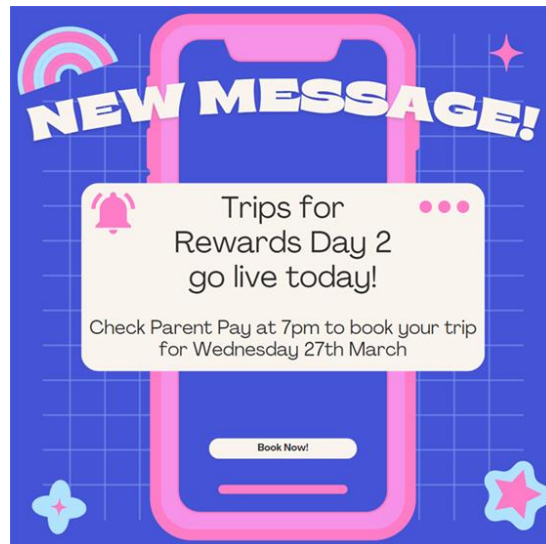 NEW MESSAGE!
Trips for
Rewards Day 2
go live today!
Check Parent Pay at 7pm to book your trip
for Wednesday 27th March
Book Now!